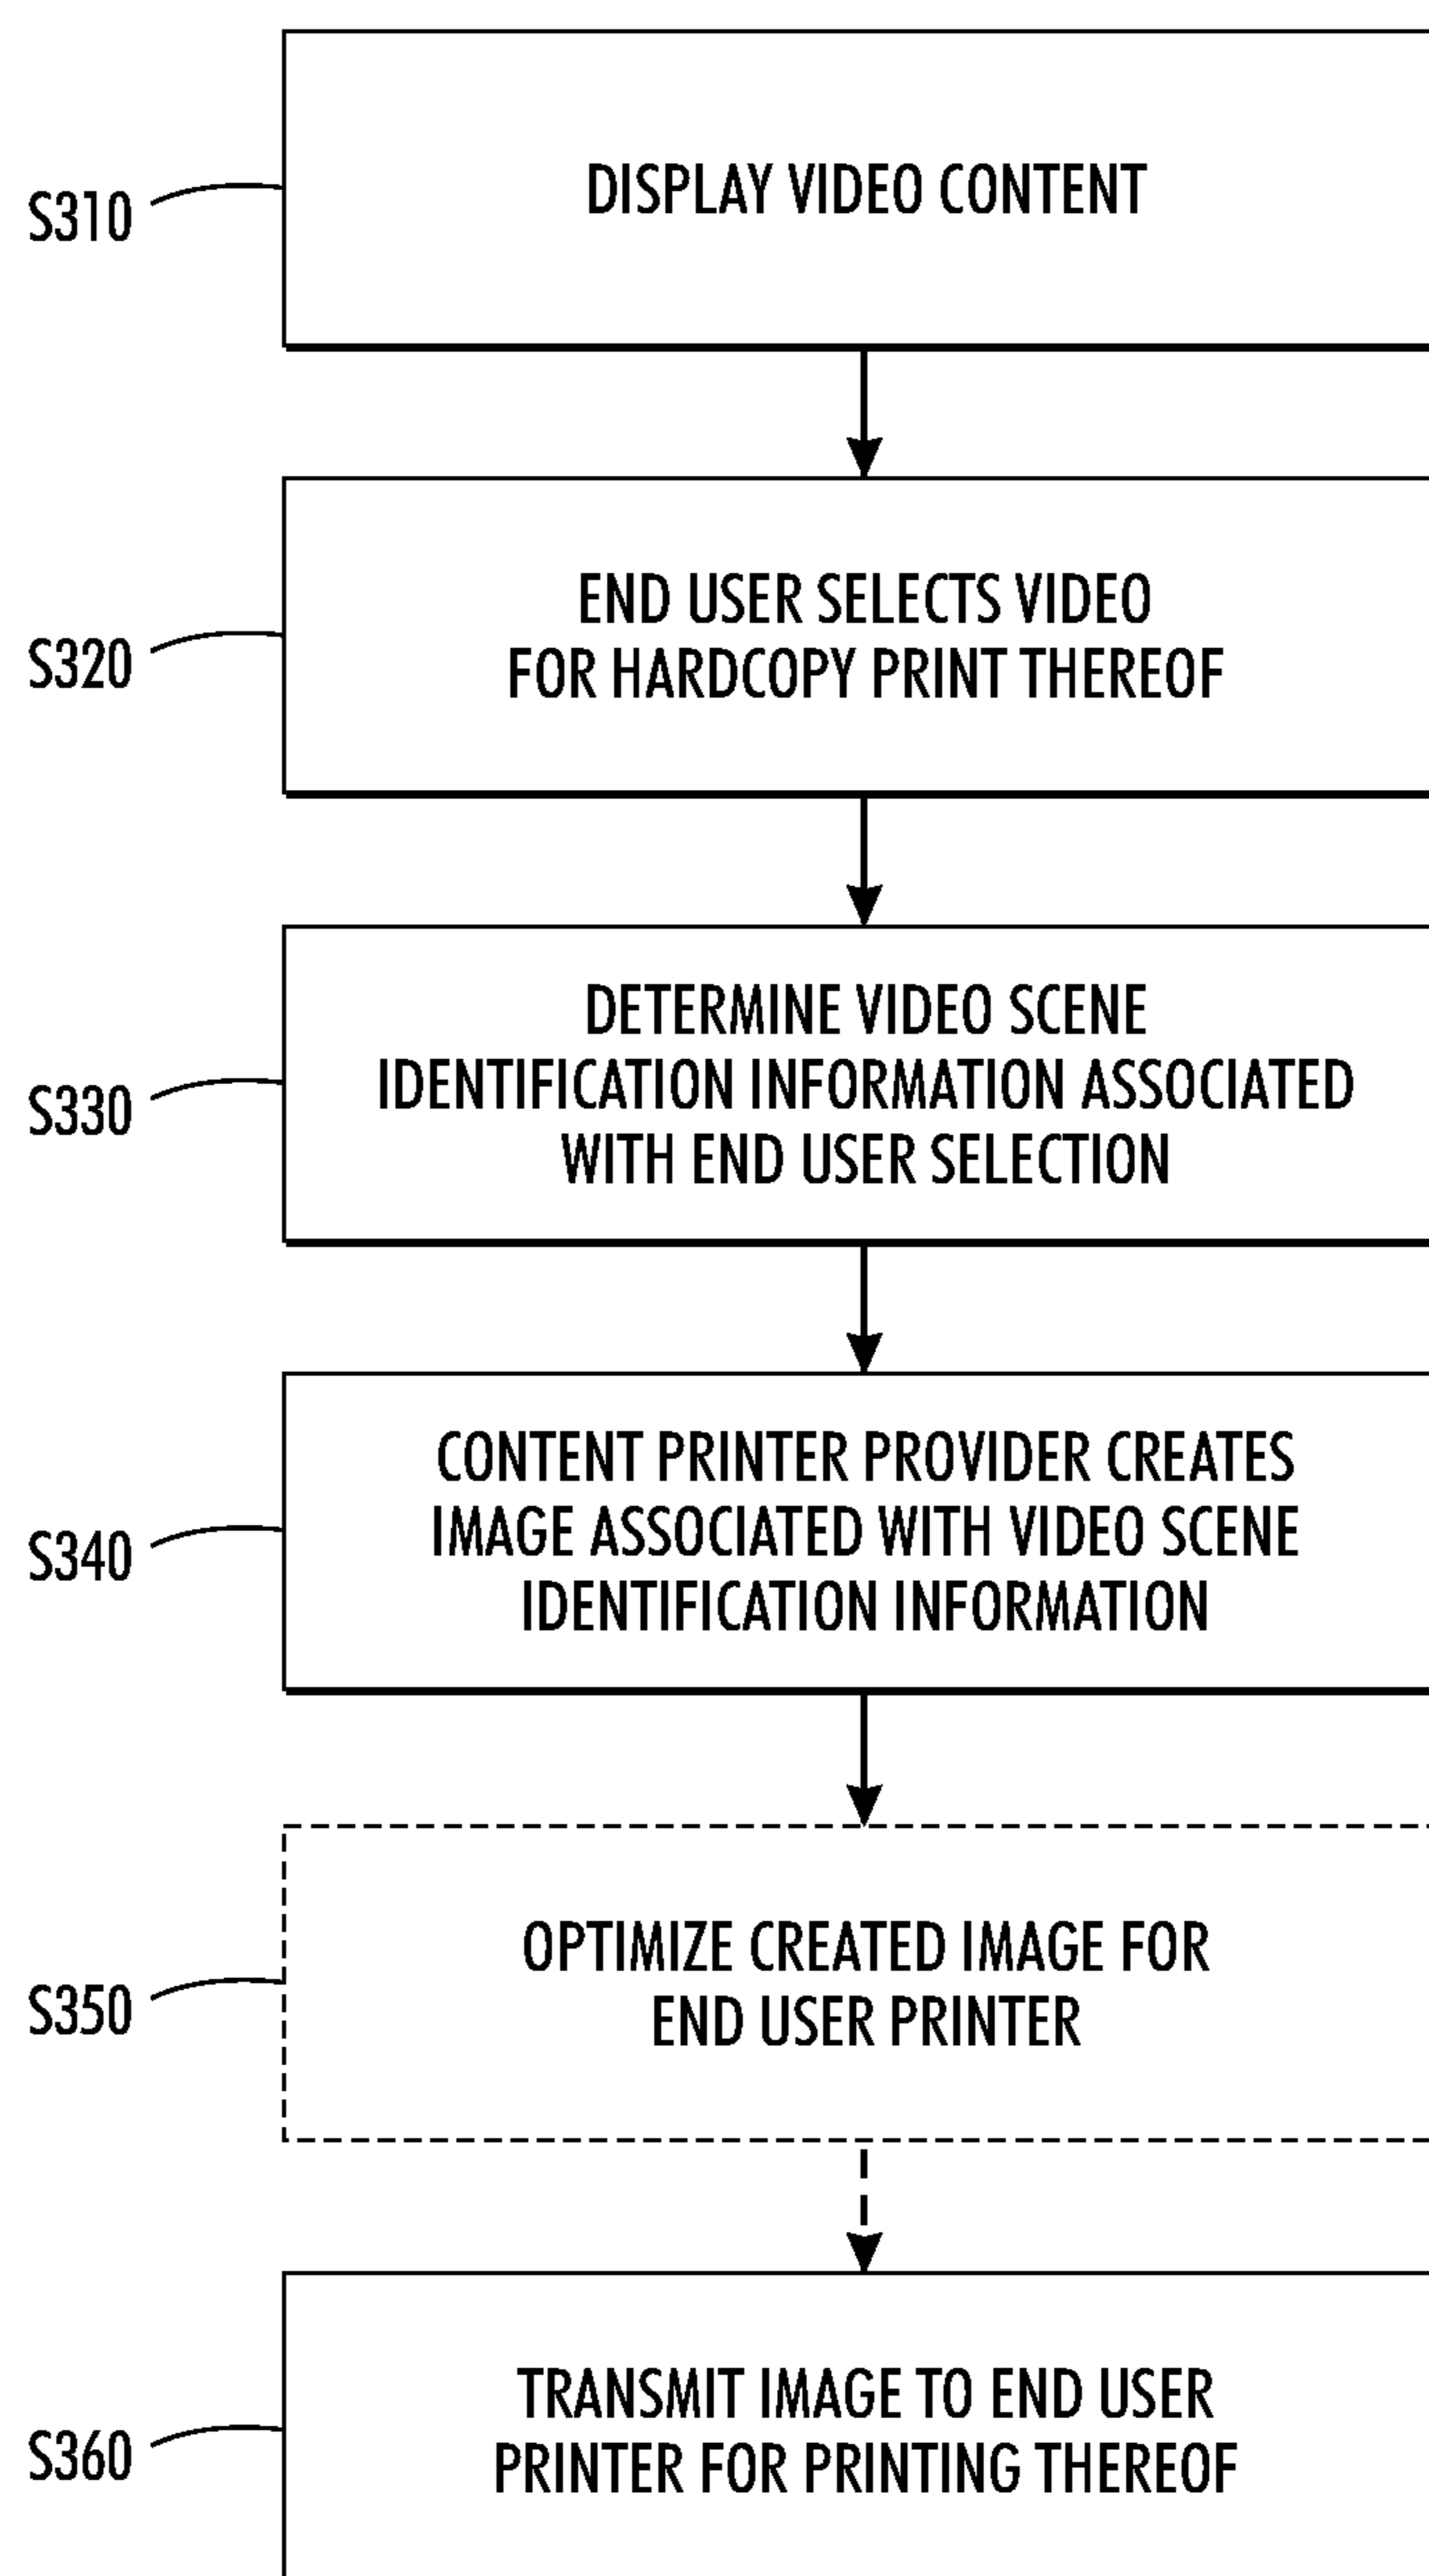 S310
DISPLAY VIDEO CONTENT
S320
END USER SELECTS VIDEO
FOR HARDCOPY PRINT THEREOF
S330
DETERMINE VIDEO SCENE
IDENTIFICATION INFORMATION ASSOCIATED
WITH END USER SELECTION
S340
CONTENT PRINTER PROVIDER CREATES
IMAGE ASSOCIATED WITH VIDEO SCENE
IDENTIFICATION INFORMATION
S350
OPTIMIZE CREATED IMAGE FOR
END USER PRINTER
S360
TRANSMIT IMAGE TO END USER
PRINTER FOR PRINTING THEREOF